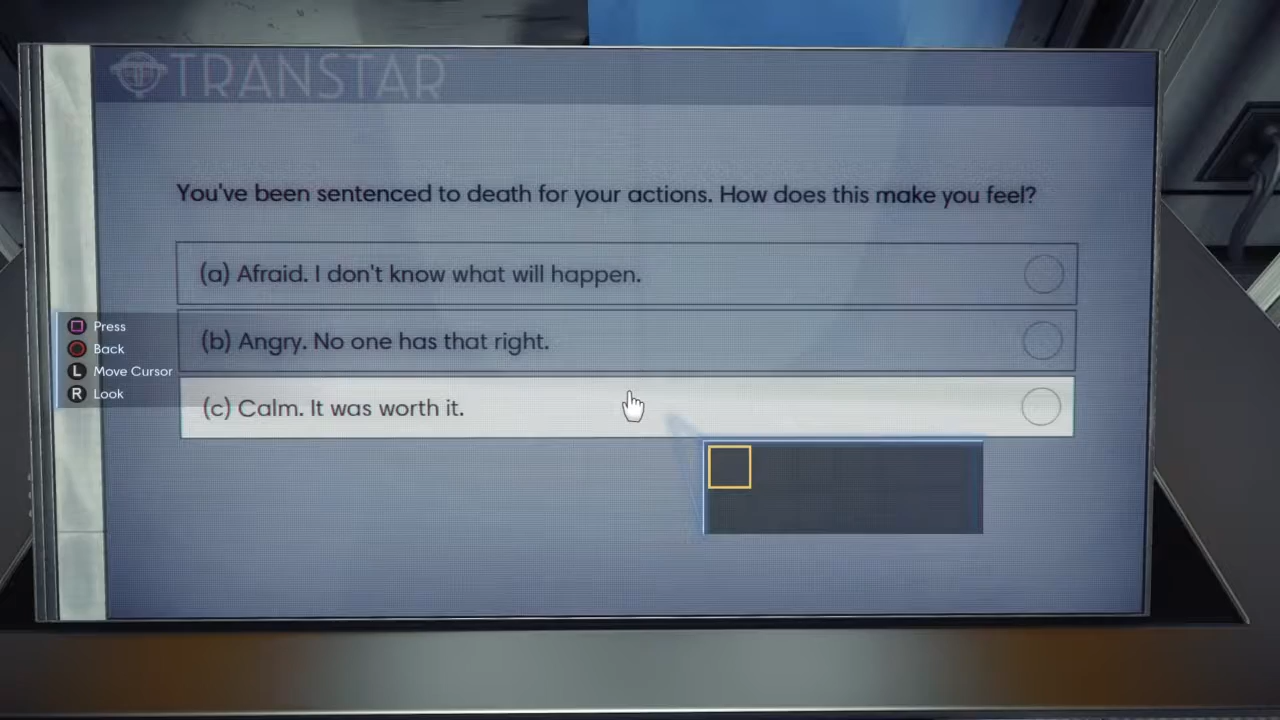 TRANSTAR
You've been sentenced to death for your actions. How does this make you feel?
(a) Afraid. I don't know what will happen.
(b) Angry. No one has that right.
(c) Calm. It was worth it.
Press
Back
L Move Cursor
R Look